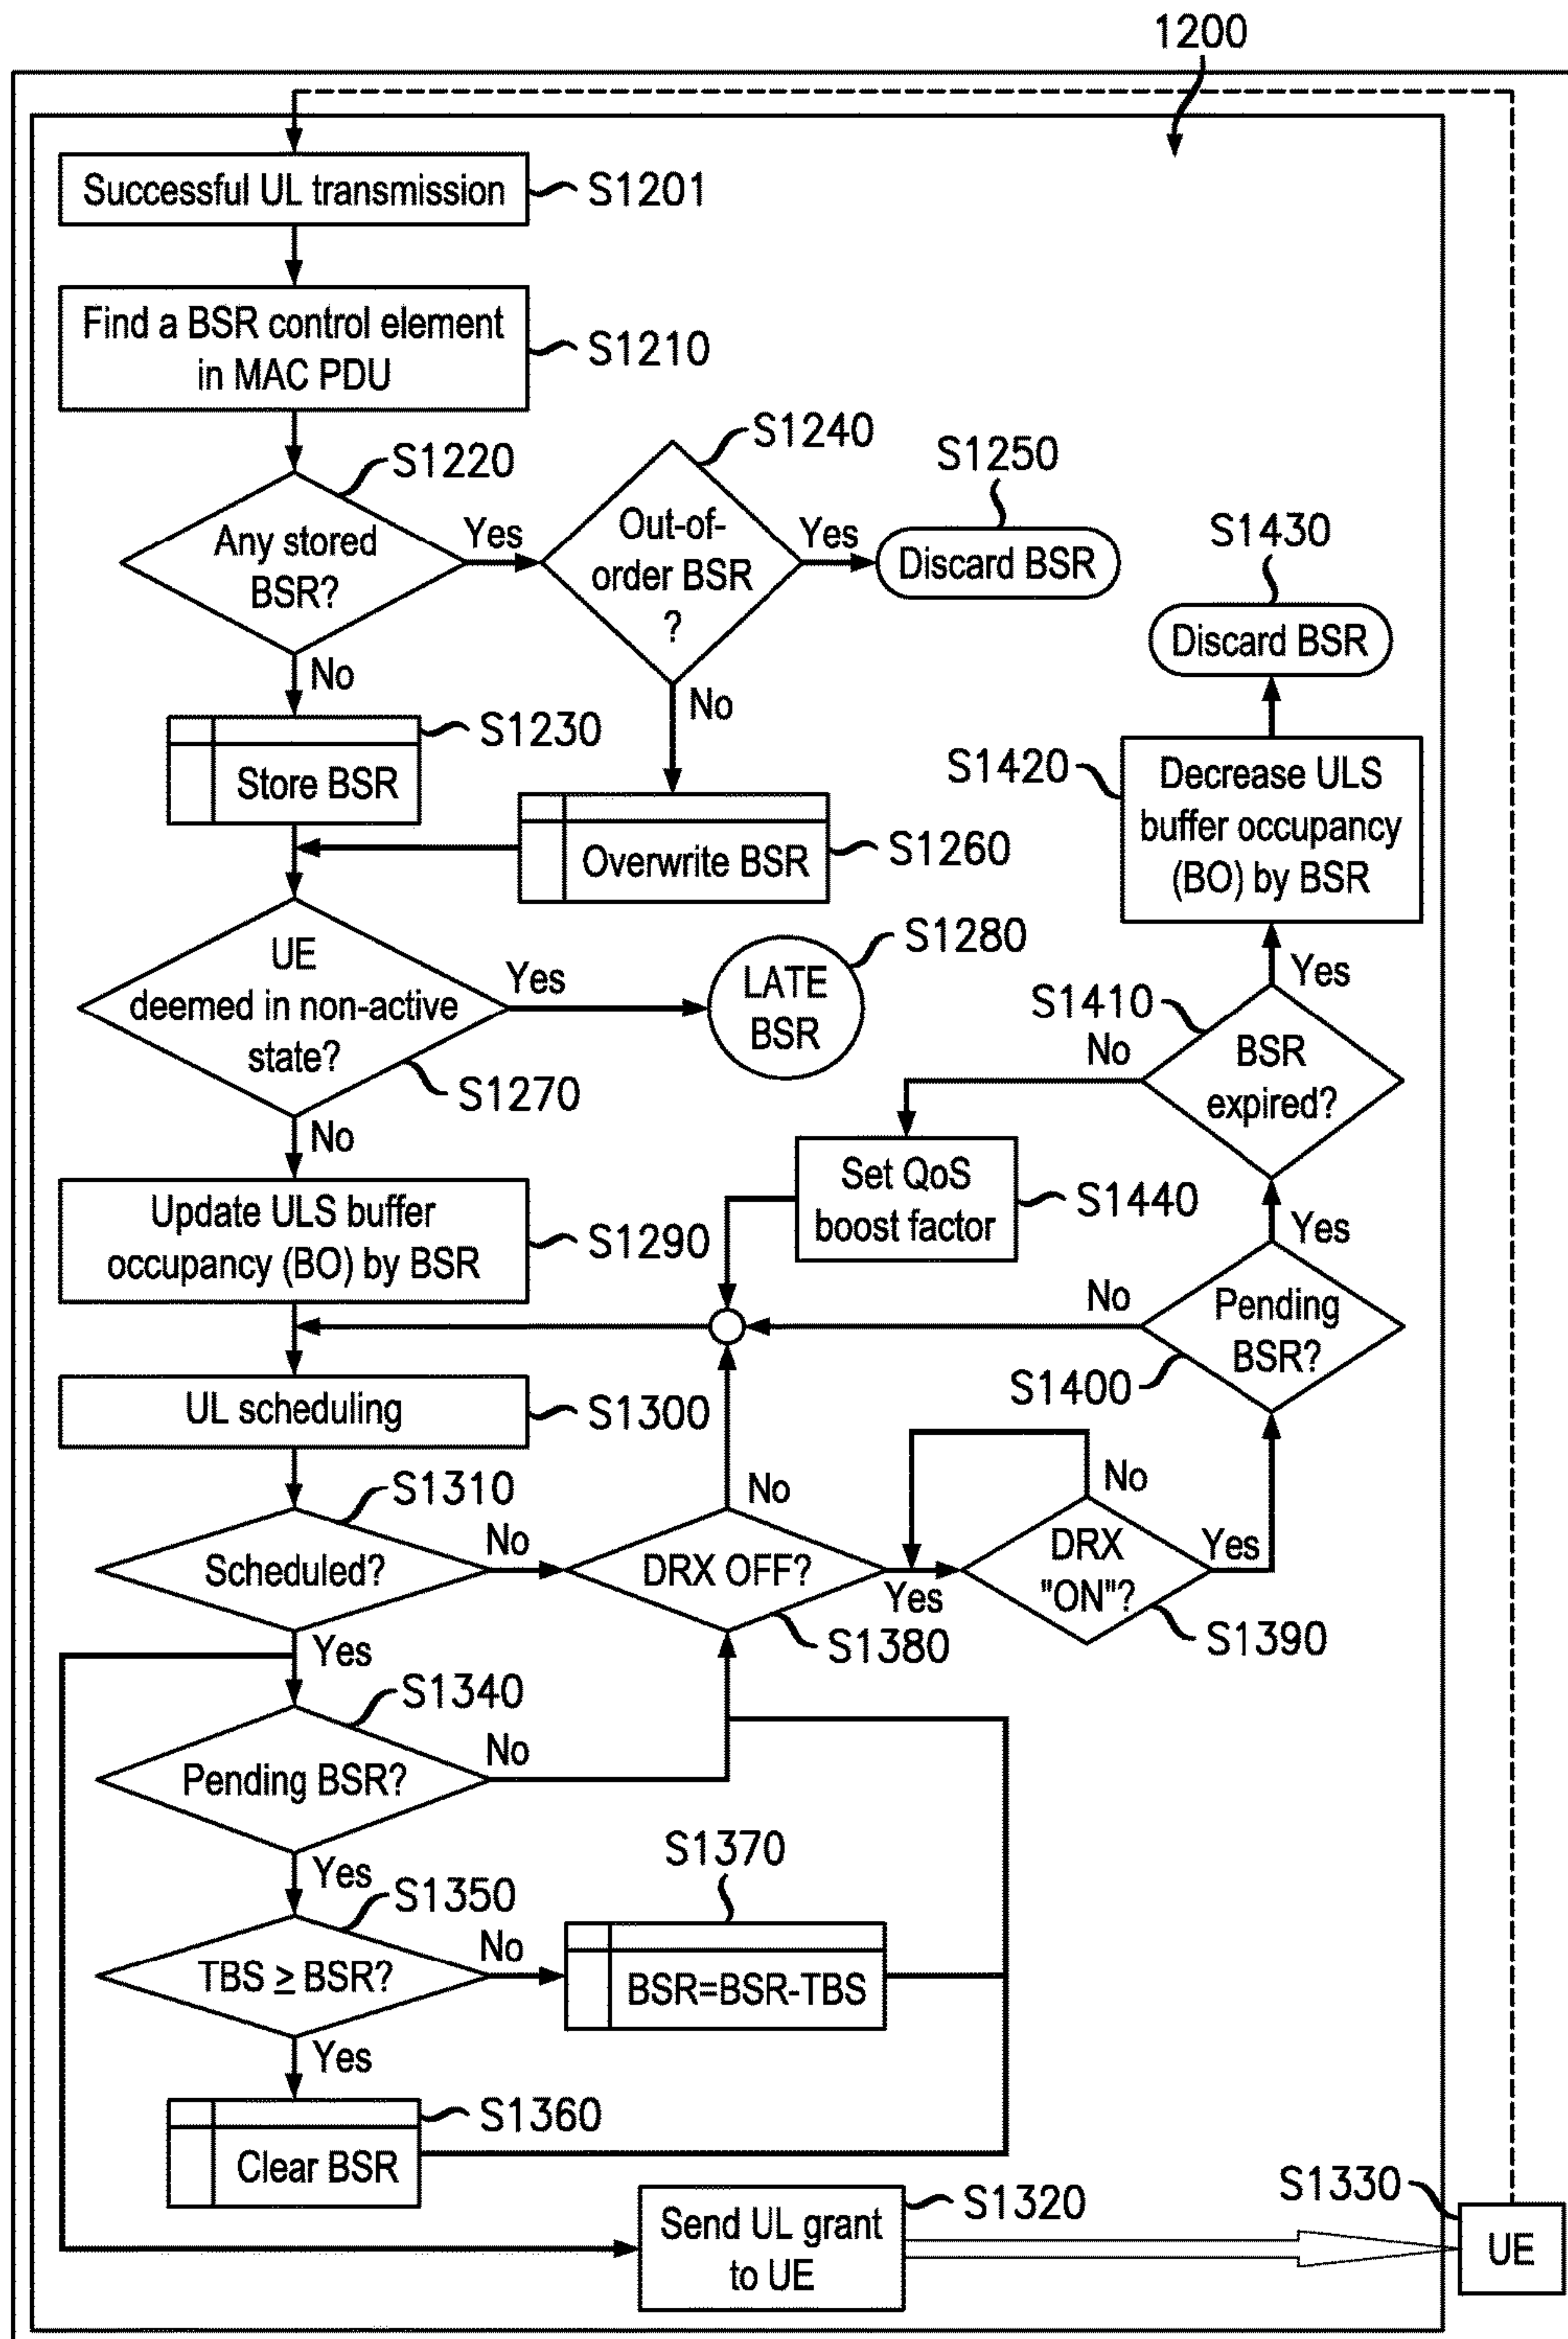 1200
Successful UL transmission
S1201
Find a BSR control element
in MAC PDU
S1210
S1220
Any stored
BSR?
Yes
No
S1240
Out-of-
order BSR
?
Yes
No
S1250
Discard BSR
S1230
Store BSR
Overwrite BSR
S1260
S1430
Discard BSR
S1420
Decrease ULS
buffer occupancy
(BO) by BSR
Yes
UE
deemed in non-active
state?
S1270
Yes
No
S1280
LATE
BSR
S1410
No
BSR
expired?
Set QoS
boost factor
S1440
Yes
Update ULS buffer
occupancy (BO) by BSR
S1290
No
Pending
BSR?
S1400
UL scheduling
S1300
S1310
Scheduled?
No
Yes
No
DRX OFF?
S1380
Yes
No
DRX
"ON"?
Yes
S1390
S1340
Pending BSR?
No
Yes
S1350
TBS ≥ BSR?
No
Yes
S1370
BSR=BSR-TBS
S1360
Clear BSR
Send UL grant
to UE
S1320
S1330
UE